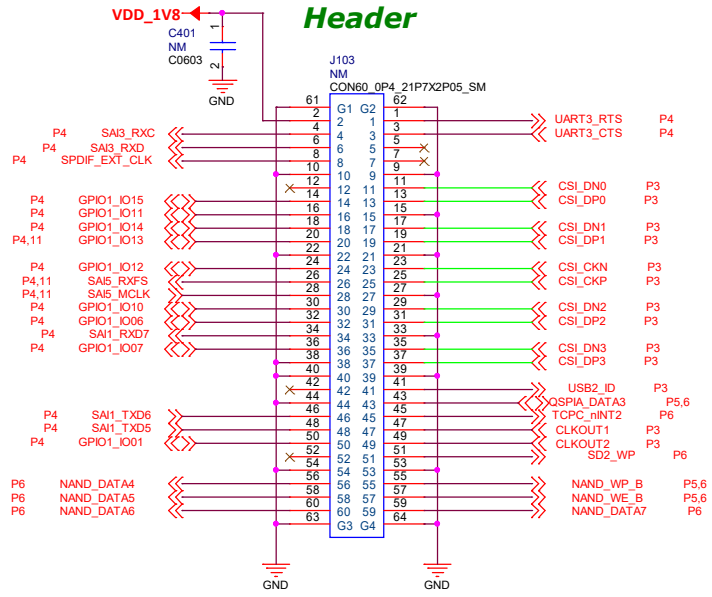 VDD_1V8
Header
1
C401
NM
C0603
2
GND
J103
NM
CON60_0P4_21P7X2P05_SM
61 G1 G2 62
2 2 1 1 UART3_RTS P4
P4 SAI3_RXC 4 4 3 3 UART3_CTS P4
P4 SAI3_RXD 6 6 5 5
P4 SPDIF_EXT_CLK 8 8 7 7
10 10 9 9
12 12 11 11 CSI_DN0 P3
P4 GPIO1_IO15 14 14 13 13 CSI_DP0 P3
P4 GPIO1_IO11 16 16 15 15
P4 GPIO1_IO14 18 18 17 17 CSI_DN1 P3
P4,11 GPIO1_IO13 20 20 19 19 CSI_DP1 P3
22 22 21 21
P4 GPIO1_IO12 24 24 23 23 CSI_CKN P3
P4,11 SAI5_RXFS 26 26 25 25 CSI_CKP P3
P4,11 SAI5_MCLK 28 28 27 27
P4 GPIO1_IO10 30 30 29 29 CSI_DN2 P3
P4 GPIO1_IO06 32 32 31 31 CSI_DP2 P3
P4 SAI1_RXD7 34 34 33 33
P4 GPIO1_IO07 36 36 35 35 CSI_DN3 P3
38 38 37 37 CSI_DP3 P3
40 40 39 39
42 42 41 41 USB2_ID P3
44 44 43 43 QSPIA_DATA3 P5,6
P4 SAI1_TXD6 46 46 45 45 TCPC_nINT2 P6
P4 SAI1_TXD5 48 48 47 47 CLKOUT1 P3
P4 GPIO1_IO01 50 50 49 49 CLKOUT2 P3
52 52 51 51 SD2_WP P6
54 54 53 53
P6 NAND_DATA4 56 56 55 55 NAND_WP_B P5,6
P6 NAND_DATA5 58 58 57 57 NAND_WE_B P5,6
P6 NAND_DATA6 60 60 59 59 NAND_DATA7 P6
63 G3 G4 64
GND GND